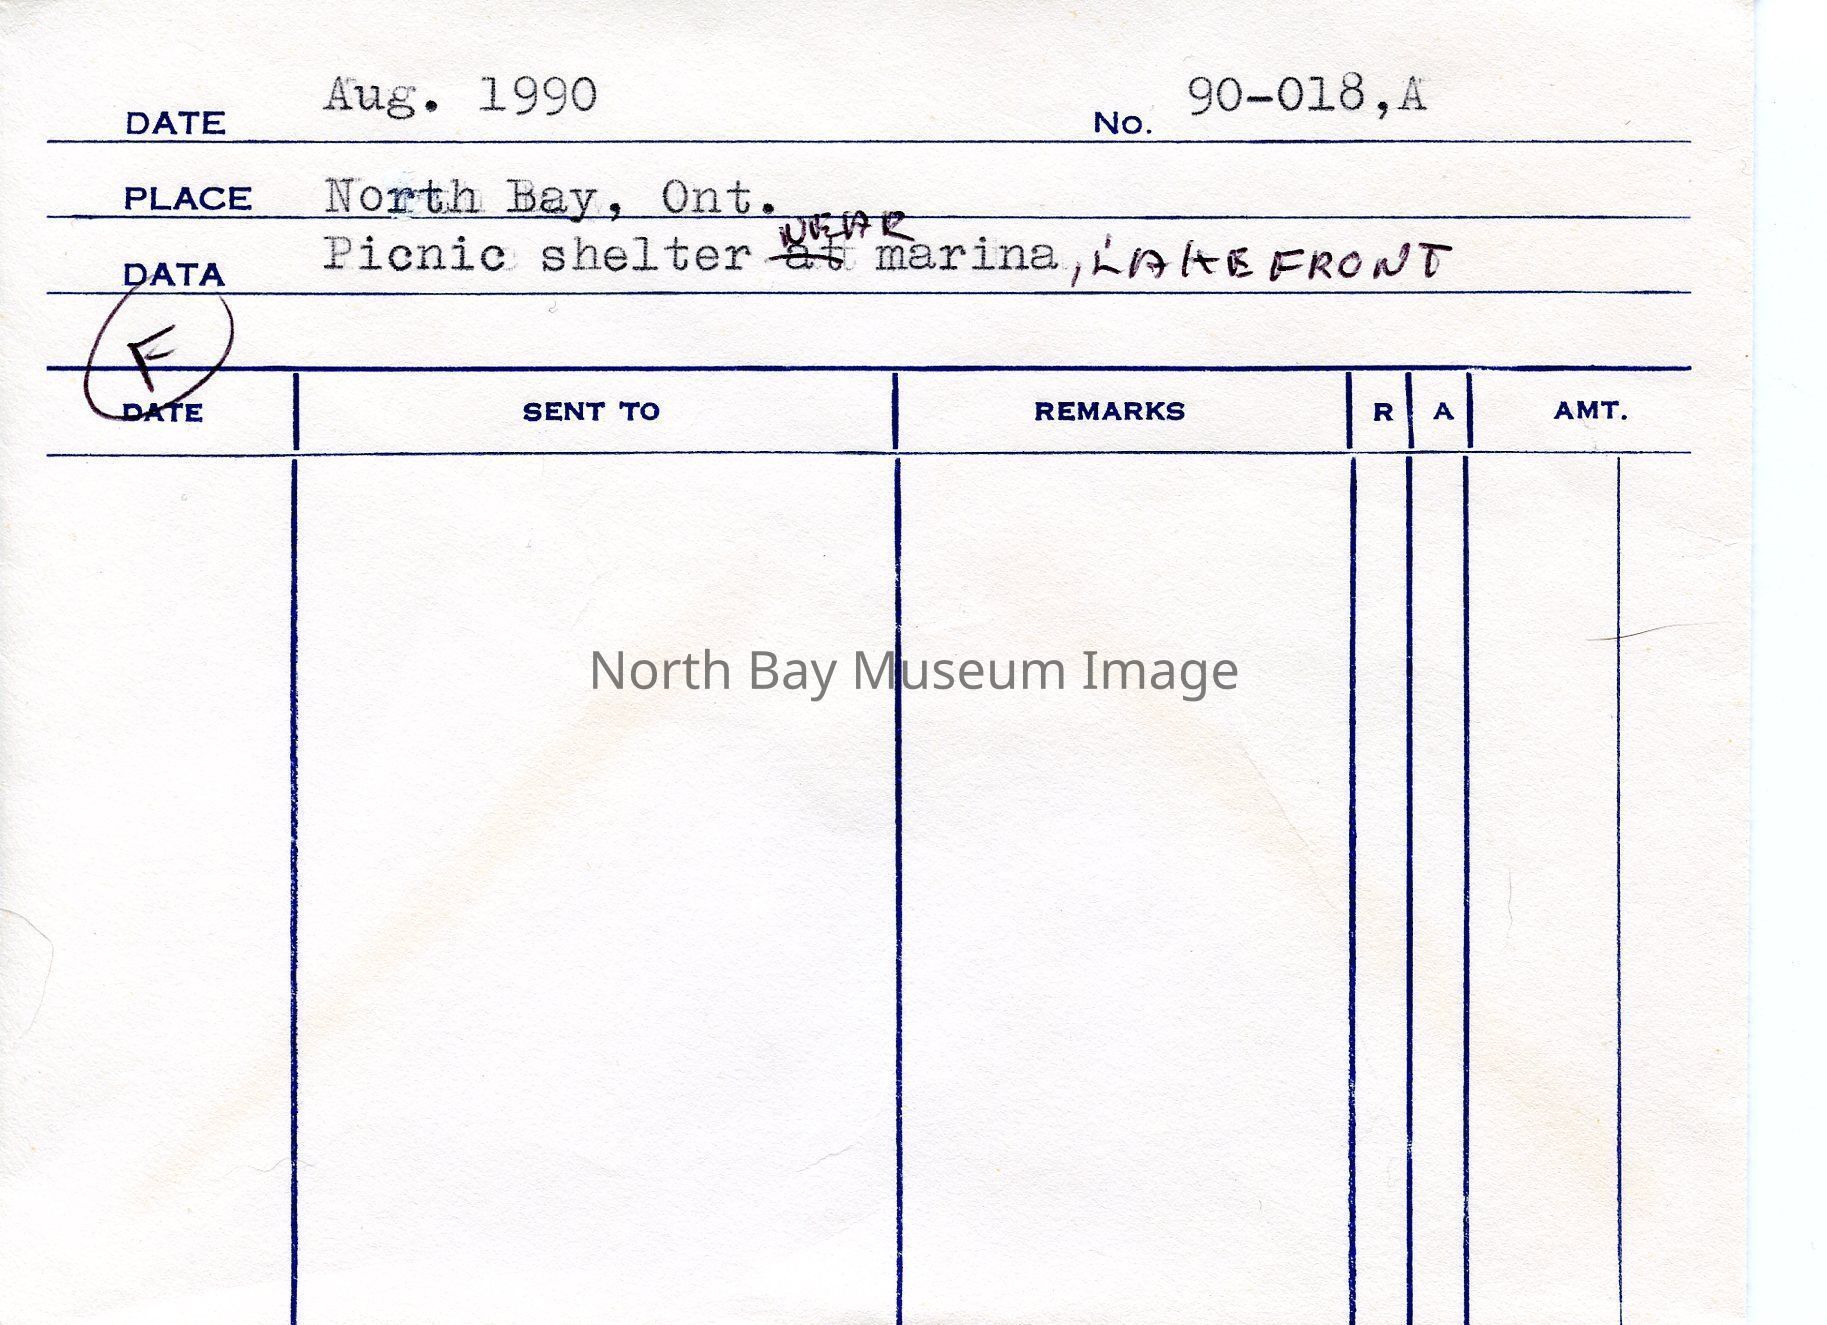 DATE Aug. 1990 No. 90-018,A
PLACE North Bay, Ont.
NEAR
DATA Picnic shelter at marina, LAKEFRONT
F
DATE SENT TO REMARKS R A AMT.
North Bay Museum Image